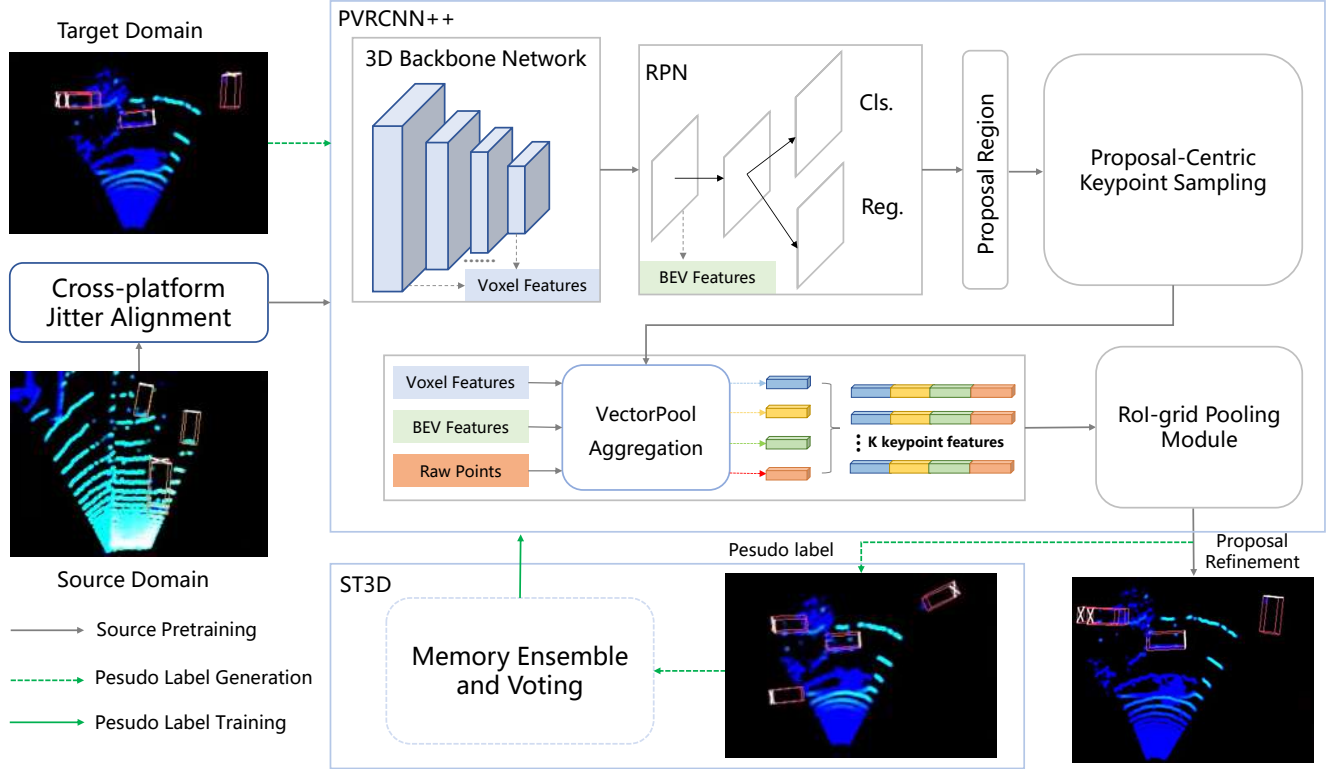 PVRCNN++
Target Domain
3D Backbone Network
RPN
Cls.
Reg.
Proposal Region
Proposal-Centric
Keypoint Sampling
......
Voxel Features
BEV Features
Cross-platform
Jitter Alignment
Voxel Features
BEV Features
Raw Points
VectorPool
Aggregation
K keypoint features
RoI-grid Pooling
Module
Source Domain
Pesudo label
Proposal
Refinement
ST3D
Memory Ensemble
and Voting
Source Pretraining
Pesudo Label Generation
Pesudo Label Training